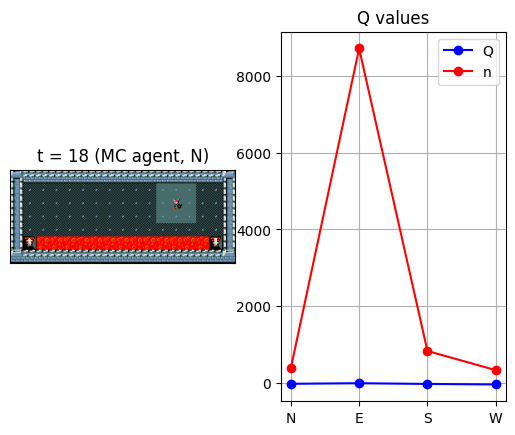 t = 18 (MC agent, N)
Q values
Q
n
8000
6000
4000
2000
0
N E S W